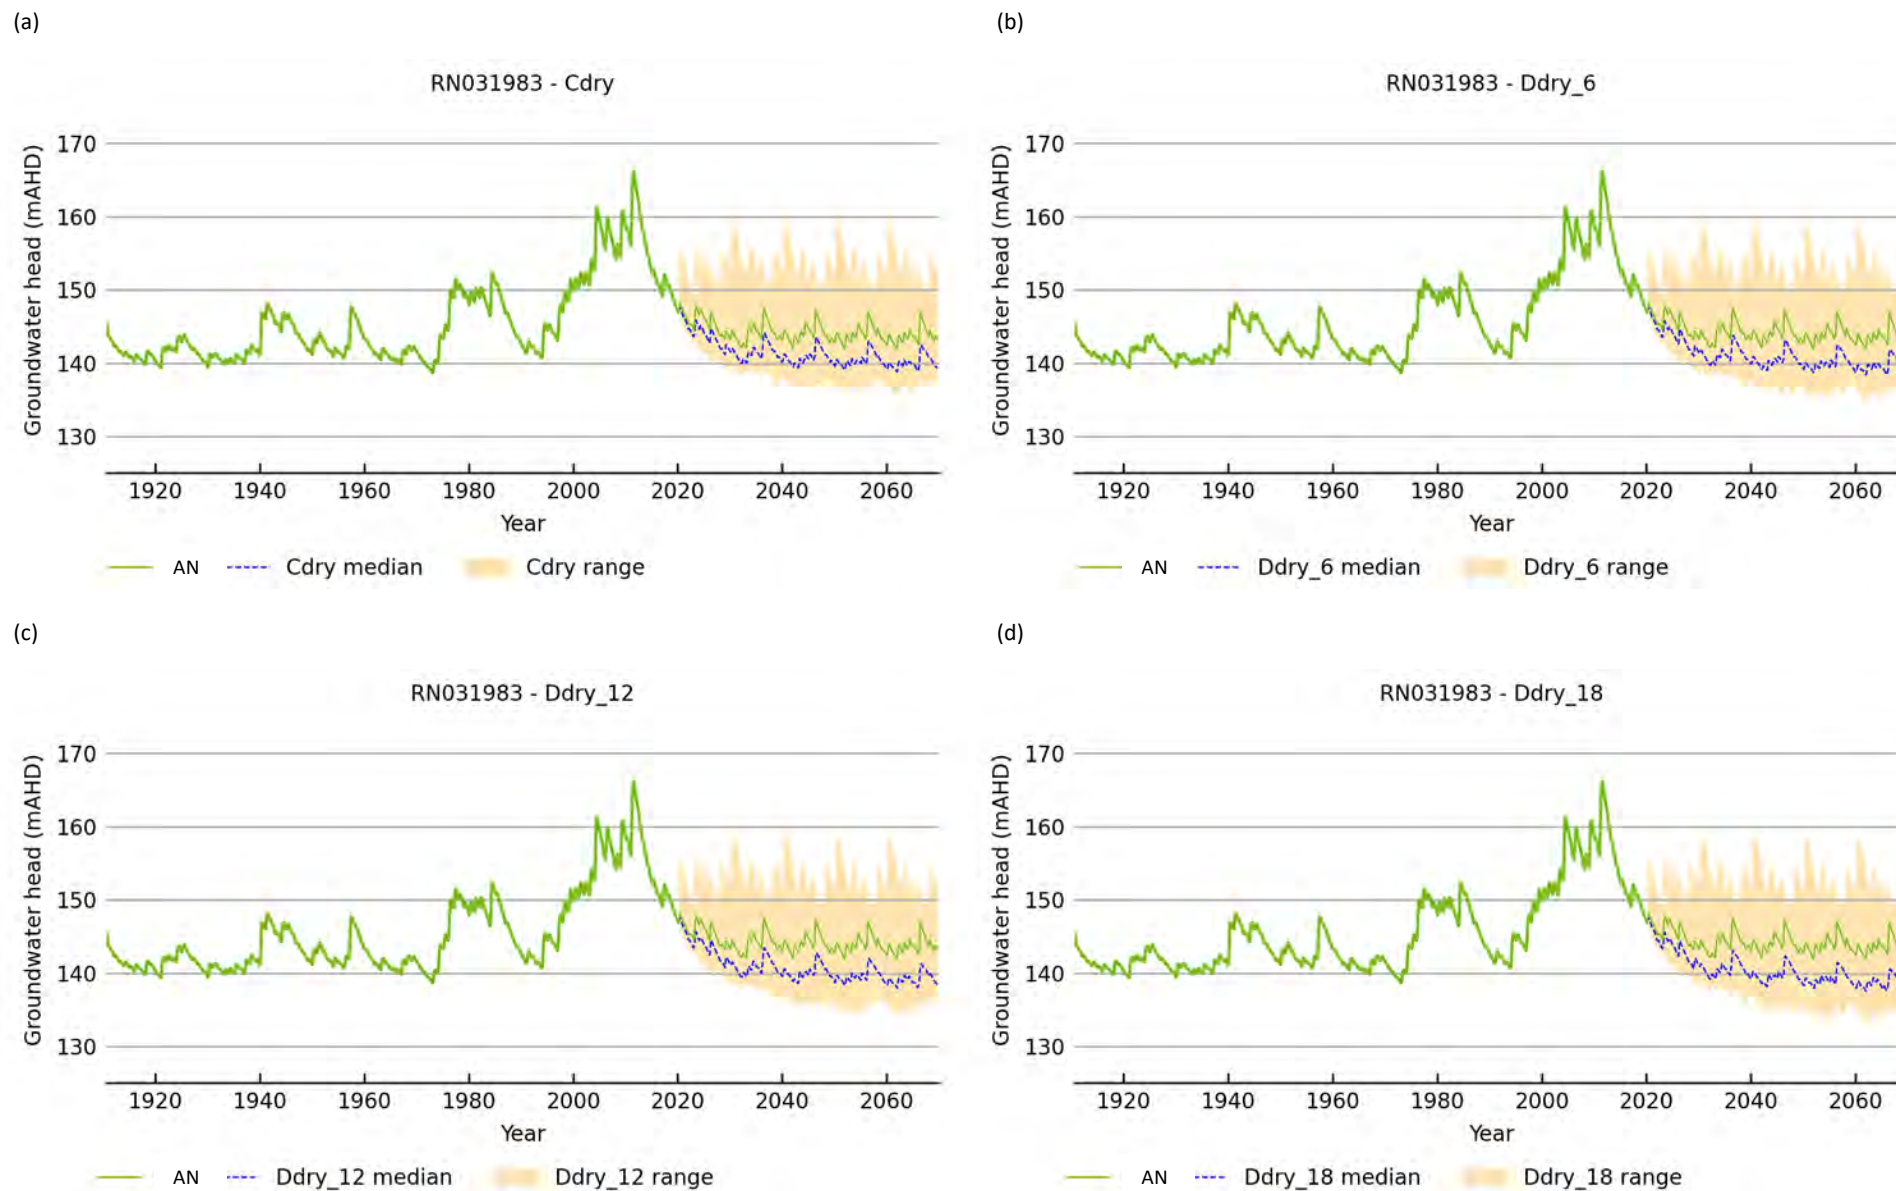 (a)
RN031983 - Cdry
Groundwater head (mAHD)
170
160
150
140
130
1920 1940 1960 1980 2000 2020 2040 2060
Year
AN Cdry median Cdry range
(b)
RN031983 - Ddry_6
Groundwater head (mAHD)
170
160
150
140
130
1920 1940 1960 1980 2000 2020 2040 2060
Year
AN Ddry_6 median Ddry_6 range
(c)
RN031983 - Ddry_12
Groundwater head (mAHD)
170
160
150
140
130
1920 1940 1960 1980 2000 2020 2040 2060
Year
AN Ddry_12 median Ddry_12 range
(d)
RN031983 - Ddry_18
Groundwater head (mAHD)
170
160
150
140
130
1920 1940 1960 1980 2000 2020 2040 2060
Year
AN Ddry_18 median Ddry_18 range